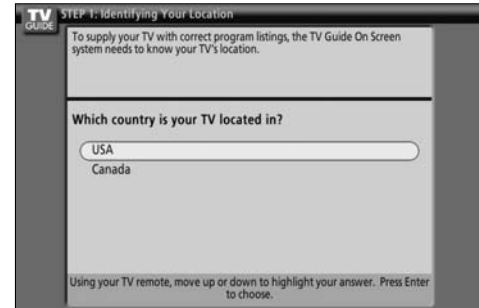 TV
GUIDE
STEP 1: Identifying Your Location
To supply your TV with correct program listings, the TV Guide On Screen
system needs to know your TV's location.
Which country is your TV located in?
USA
Canada
Using your TV remote, move up or down to highlight your answer. Press Enter
to choose.